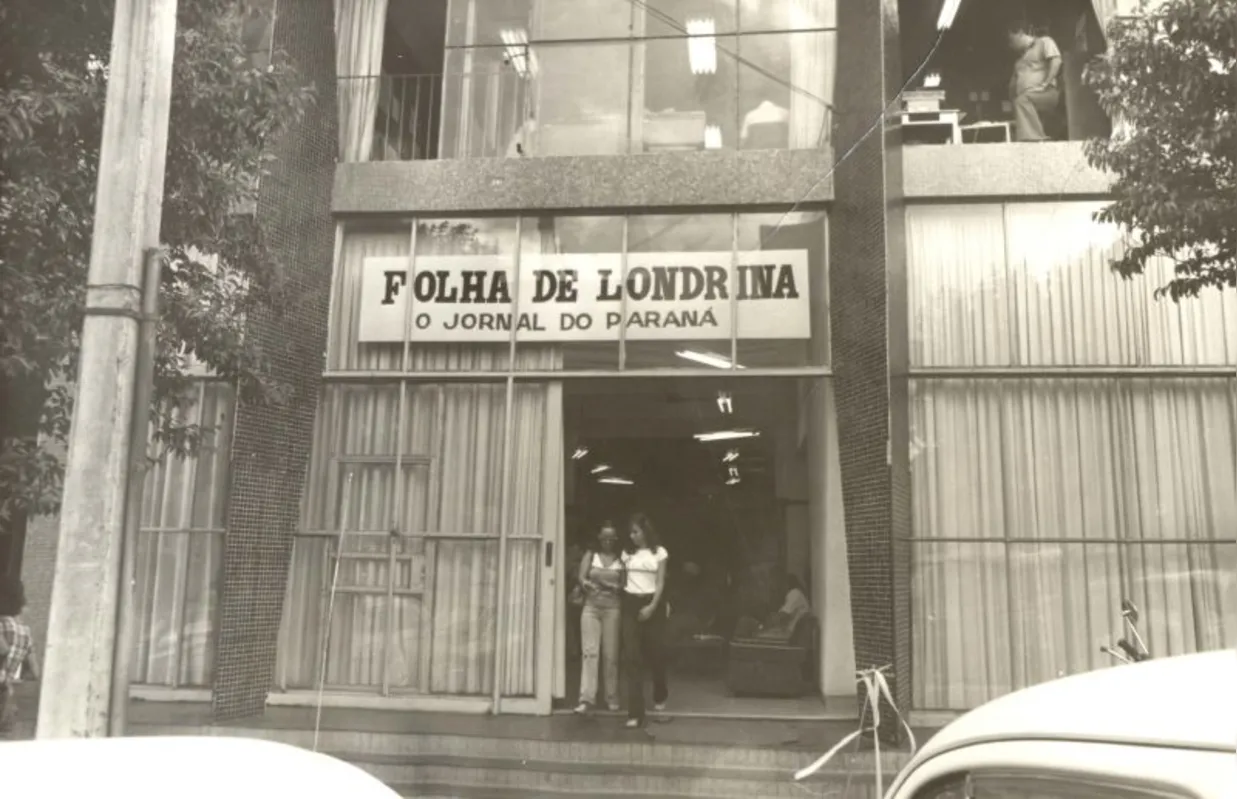 FOLHA DE LONDRINA
O JORNAL DO PARANÁ